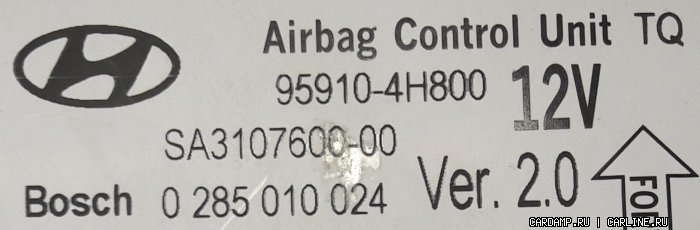 Airbag Control Unit TQ
95910-4H800 12V
SA3107600-00
Bosch 0 285 010 024 Ver. 2.0
CARDAMP.RU | CARLINE.RU